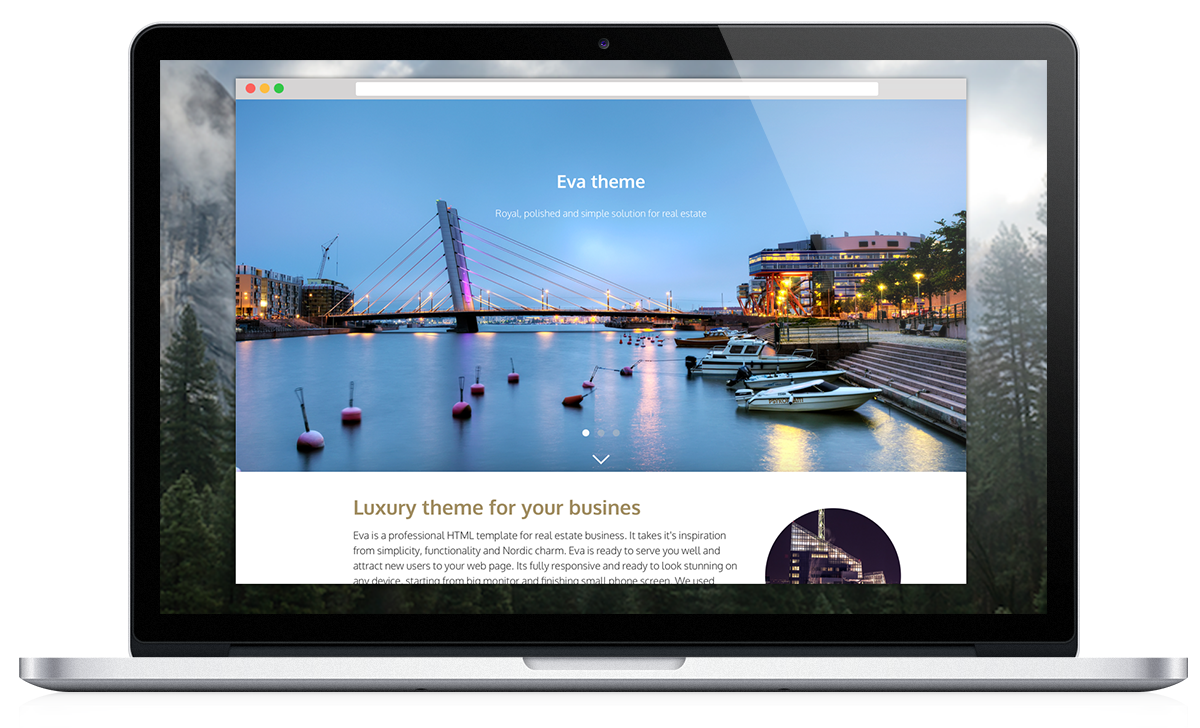 Eva theme
Royal, polished and simple solution for real estate
Luxury theme for your busines
Eva is a professional HTML template for real estate business. It takes it's inspiration
from simplicity, functionality and Nordic charm. Eva is ready to serve you well and
attract new users to your web page. Its fully responsive and ready to look stunning on
any device, starting from big monitor and finishing small phone screen. We used